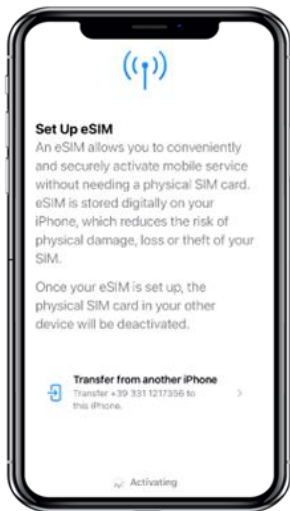 Set Up eSIM
An eSIM allows you to conveniently
and securely activate mobile service
without needing a physical SIM card.
eSIM is stored digitally on your
iPhone, which reduces the risk of
physical damage, loss or theft of your
SIM.
Once your eSIM is set up, the
physical SIM card in your other
device will be deactivated.
Transfer from another iPhone
Transfer +39 331 1217356 to
this iPhone.
Activating